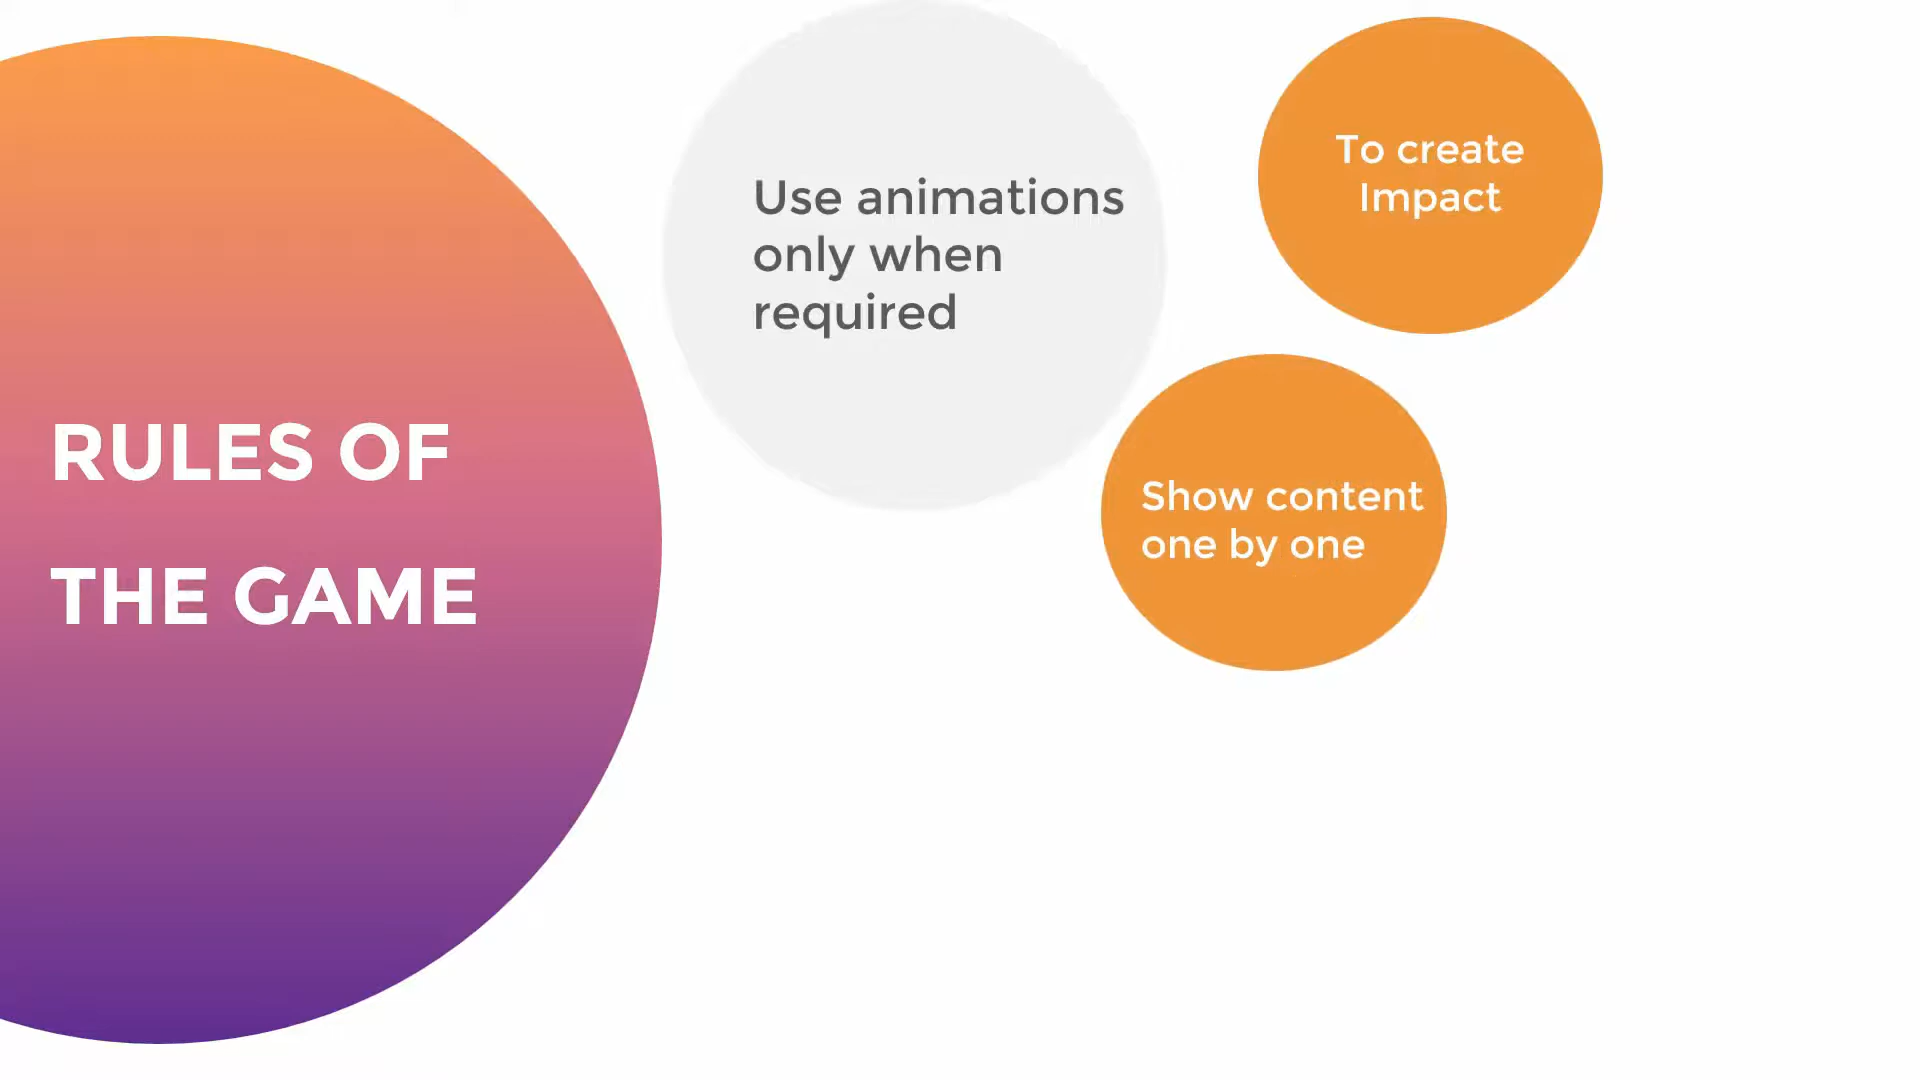 RULES OF
THE GAME
Use animations
only when
required
To create
Impact
Show content
one by one